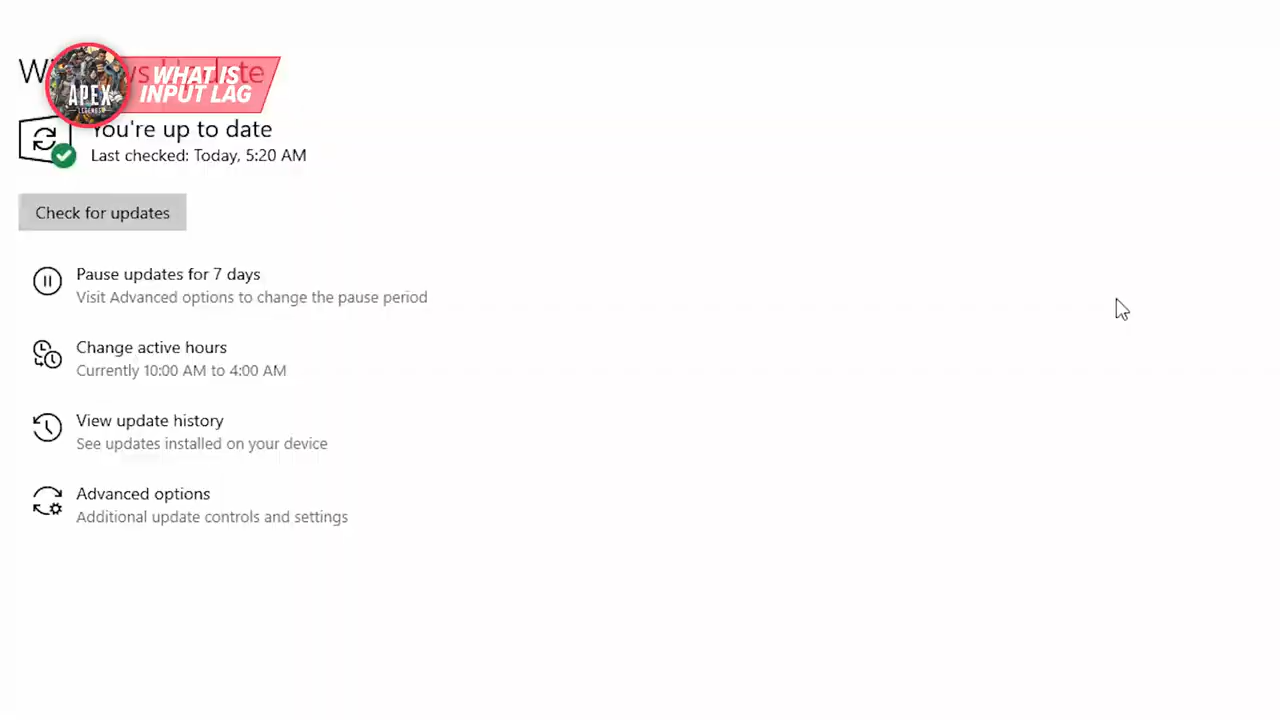 WHAT IS
INPUT LAG
APEX
LEGENDS
You're up to date
Last checked: Today, 5:20 AM
Check for updates
Pause updates for 7 days
Visit Advanced options to change the pause period
Change active hours
Currently 10:00 AM to 4:00 AM
View update history
See updates installed on your device
Advanced options
Additional update controls and settings